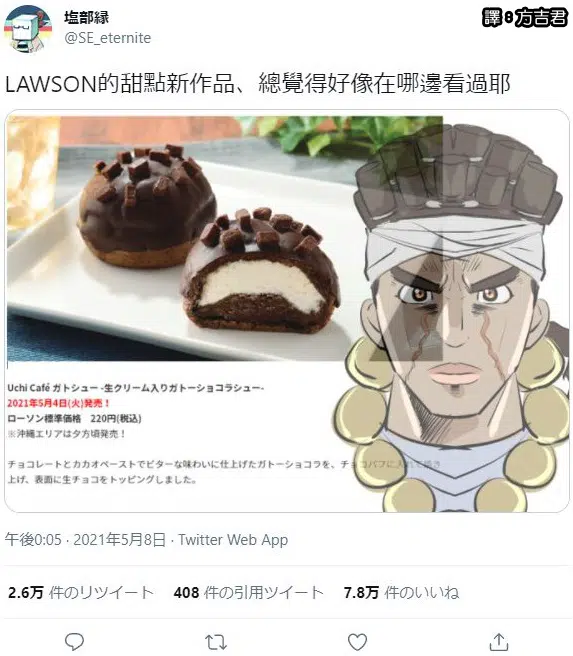 塩部縁
@SE_eternite
譯:方吉君
LAWSON的甜點新作品、總覺得好像在哪邊看過耶
Uchi Café ガトシュー -生クリーム入りガトーショコラシュー-
2021年5月4日(火)発売！
ローソン標準価格　220円(税込)
※沖縄エリアは夕方頃発売！
チョコレートとカカオペーストでビターな味わいに仕上げたガトーショコラを、チョコパフに入れて焼き
上げ、表面に生チョコをトッピングしました。
午後0:05 · 2021年5月8日 · Twitter Web App
2.6万 件のリツイート 408 件の引用ツイート 7.8万 件のいいね